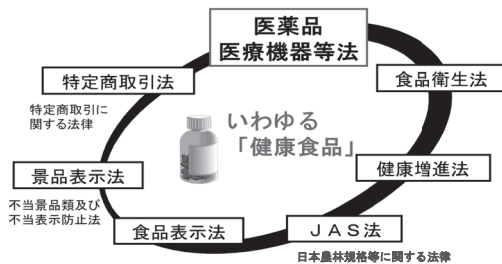 医薬品
医療機器等法
特定商取引法
特定商取引に
関する法律
食品衛生法
いわゆる
「健康食品」
健康増進法
景品表示法
不当景品類及び
不当表示防止法
食品表示法
ＪＡＳ法
日本農林規格等に関する法律